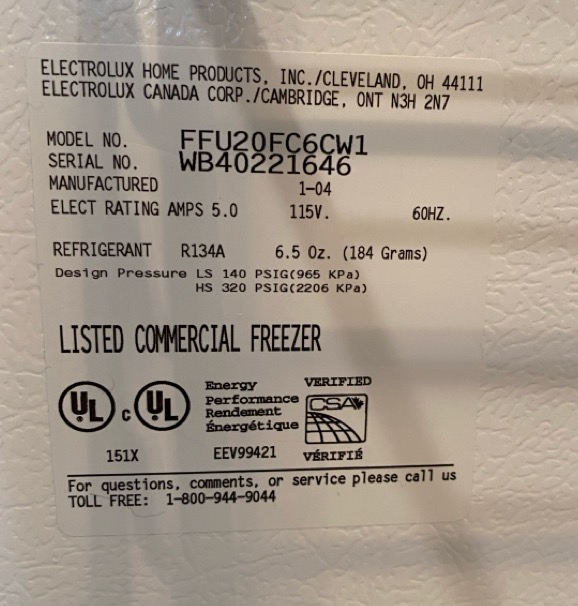 ELECTROLUX HOME PRODUCTS, INC./CLEVELAND, OH 44111
ELECTROLUX CANADA CORP./CAMBRIDGE, ONT N3H 2N7
MODEL NO. FFU20FC6CW1
SERIAL NO. WB40221646
MANUFACTURED 1-04
ELECT RATING AMPS 5.0 115V. 60HZ.
REFRIGERANT R134A 6.5 Oz. (184 Grams)
Design Pressure LS 140 PSIG(965 KPa)
HS 320 PSIG(2206 KPa)
LISTED COMMERCIAL FREEZER
UL c UL
Energy
Performance
Rendement
Énergétique
VERIFIED
CSA
151X EEV99421 VÉRIFIÉ
For questions, comments, or service please call us
TOLL FREE: 1-800-944-9044